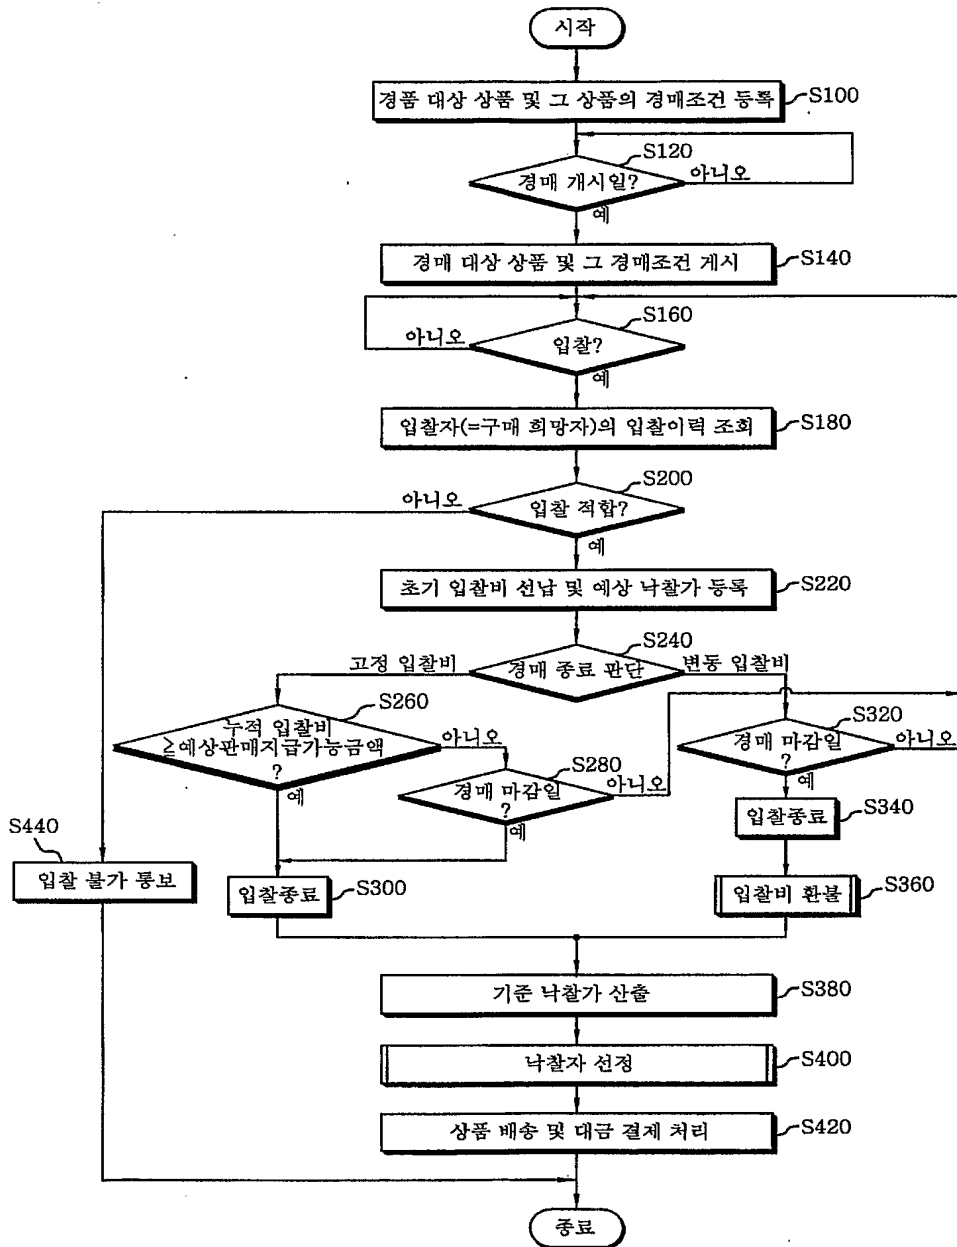 시작
경품 대상 상품 및 그 상품의 경매조건 등록
S100
S120
경매 개시일?
아니오
예
경매 대상 상품 및 그 경매조건 게시
S140
S160
아니오
입찰?
예
입찰자(=구매 희망자)의 입찰이력 조회
S180
S200
아니오
입찰 적합?
예
초기 입찰비 선납 및 예상 낙찰가 등록
S220
S240
고정 입찰비
경매 종료 판단
변동 입찰비
S260
누적 입찰비
≧예상판매지급가능금액
?
아니오
예
S280
경매 마감일
?
아니오
예
S320
경매 마감일
?
아니오
예
S340
입찰종료
S440
입찰 불가 통보
입찰종료
S300
입찰비 환불
S360
기준 낙찰가 산출
S380
낙찰자 선정
S400
상품 배송 및 대금 결제 처리
S420
종료